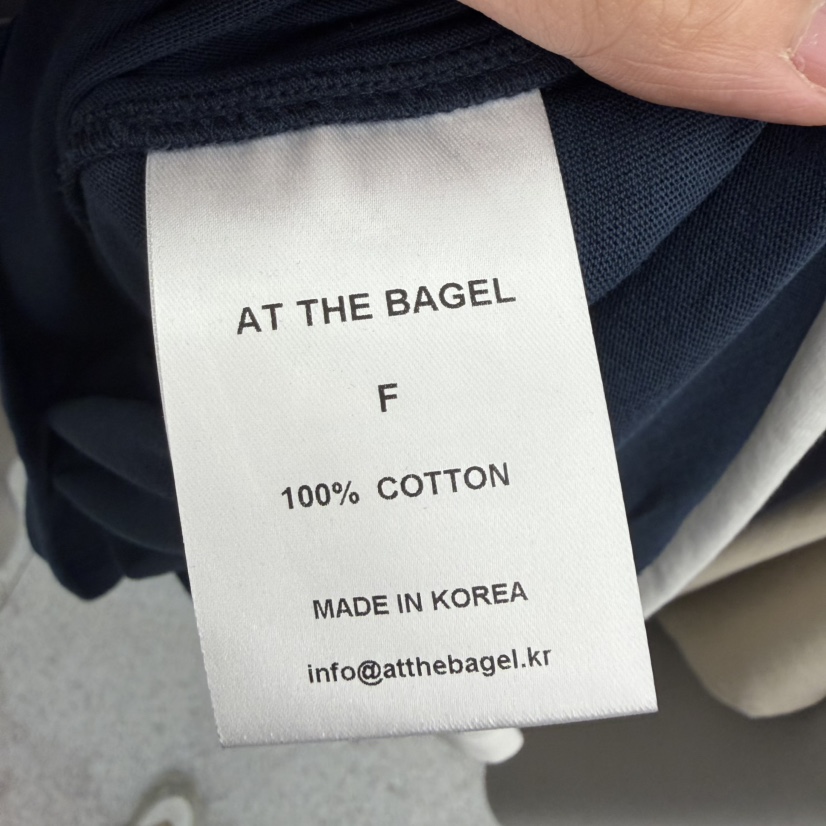 AT THE BAGEL
F
100% COTTON
MADE IN KOREA
info@atthebagel.kr